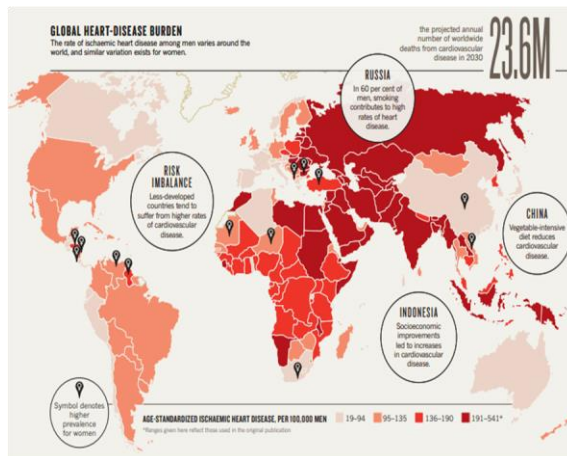 GLOBAL HEART-DISEASE BURDEN
The rate of ischaemic heart disease among men varies around the
world, and similar variation exists for women.
the projected annual
number of worldwide
deaths from cardiovascular
disease in 2030
23.6M
RUSSIA
In 60 per cent of
men, smoking
contributes to high
rates of heart
disease.
RISK
IMBALANCE
Less-developed
countries tend to
suffer from higher rates
of cardiovascular
disease.
CHINA
Vegetable-intensive
diet reduces
cardiovascular
disease.
INDONESIA
Socioeconomic
improvements
led to increases
in cardiovascular
disease.
Symbol denotes
higher
prevalence
for women
AGE-STANDARDIZED ISCHAEMIC HEART DISEASE, PER 100,000 MEN
19–94
95–135
136–190
191–541*
*Ranges given here reflect those used in the original publication